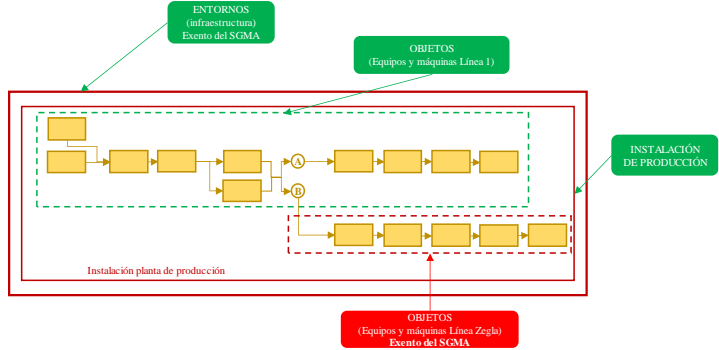 ENTORNOS
(infraestructura)
Exento del SGMA
OBJETOS
(Equipos y máquinas Línea 1)
INSTALACIÓN
DE PRODUCCIÓN
A
B
Instalación planta de producción
OBJETOS
(Equipos y máquinas Línea Zegla)
Exento del SGMA